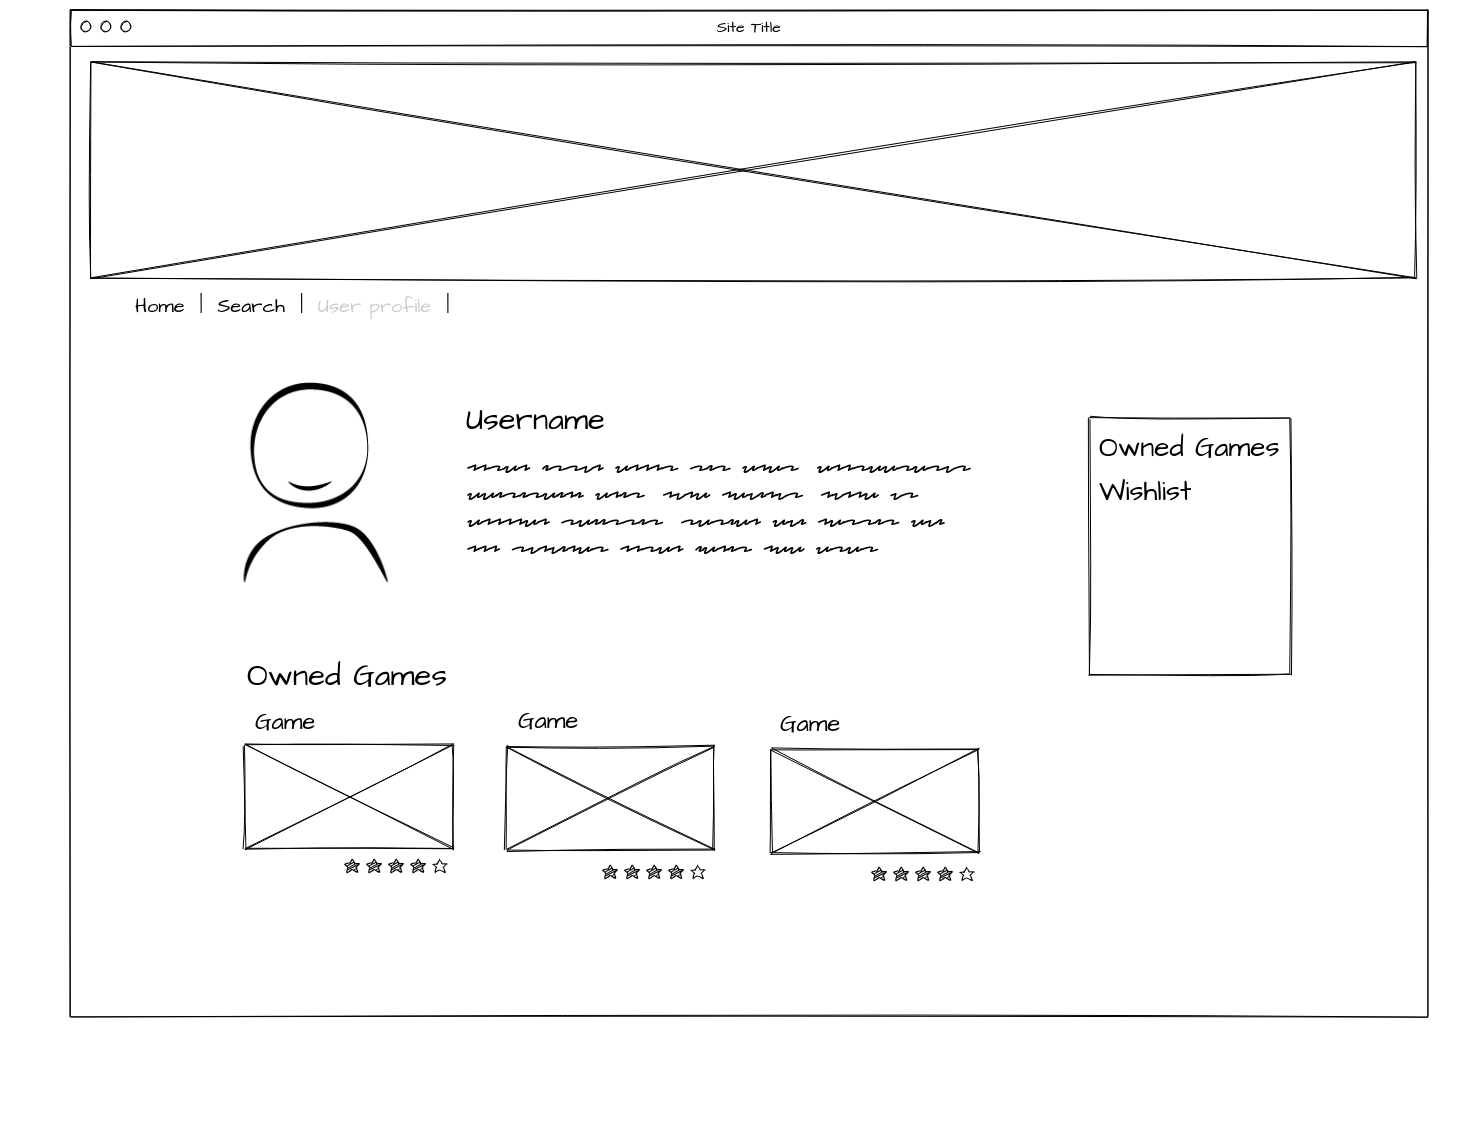 Site Title
Home | Search | User profile |
Username
Owned Games
Wishlist
Owned Games
Game
Game
Game